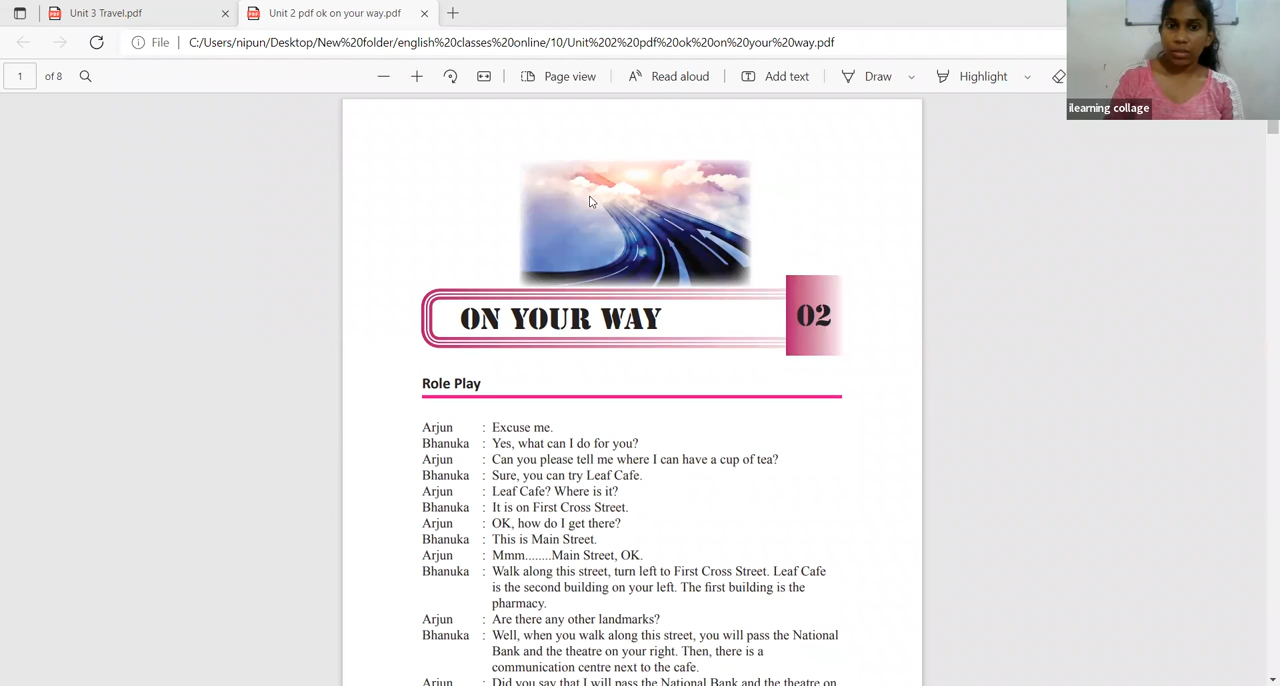 Unit 3 Travel.pdf
Unit 2 pdf ok on your way.pdf
File C:/Users/nipun/Desktop/New%20folder/english%20classes%20online/10/Unit%202%20pdf%20ok%20on%20your%20way.pdf
1 of 8 Page view Read aloud Add text Draw Highlight
ilearning collage
ON YOUR WAY 02
Role Play
Arjun : Excuse me.
Bhanuka : Yes, what can I do for you?
Arjun : Can you please tell me where I can have a cup of tea?
Bhanuka : Sure, you can try Leaf Cafe.
Arjun : Leaf Cafe? Where is it?
Bhanuka : It is on First Cross Street.
Arjun : OK, how do I get there?
Bhanuka : This is Main Street.
Arjun : Mmm........Main Street, OK.
Bhanuka : Walk along this street, turn left to First Cross Street. Leaf Cafe
is the second building on your left. The first building is the
pharmacy.
Arjun : Are there any other landmarks?
Bhanuka : Well, when you walk along this street, you will pass the National
Bank and the theatre on your right. Then, there is a
communication centre next to the cafe.
Arjun : Did you say that I will pass the National Bank and the theatre on